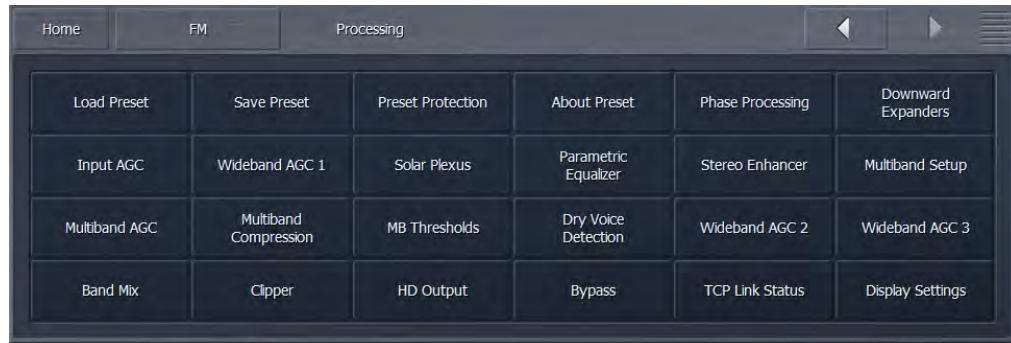 Home FM Processing
Load Preset Save Preset Preset Protection About Preset Phase Processing Downward
Expanders
Input AGC Wideband AGC 1 Solar Plexus Parametric
Equalizer Stereo Enhancer Multiband Setup
Multiband AGC Multiband
Compression MB Thresholds Dry Voice
Detection Wideband AGC 2 Wideband AGC 3
Band Mix Clipper HD Output Bypass TCP Link Status Display Settings